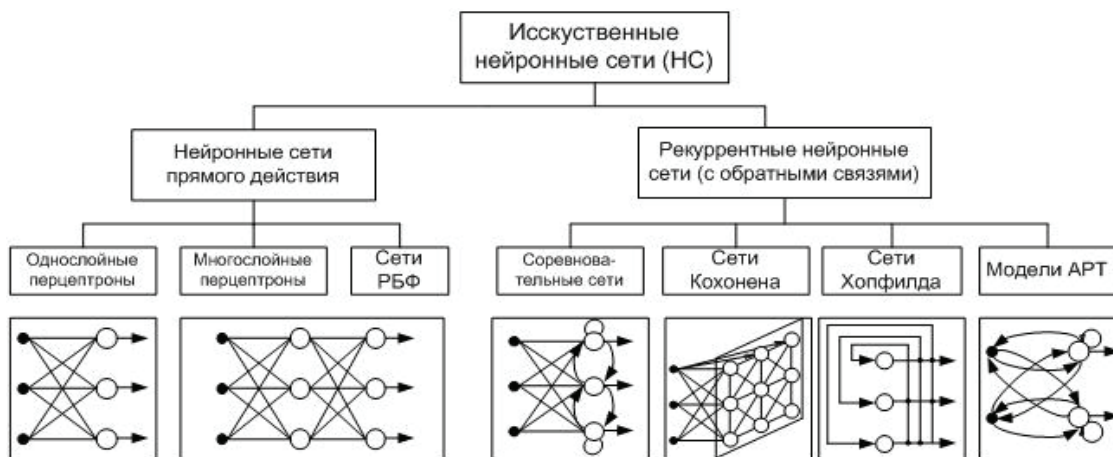 Исскуственные
нейронные сети (НС)
Нейронные сети
прямого действия
Рекуррентные нейронные
сети (с обратными связями)
Однослойные
перцептроны
Многослойные
перцептроны
Сети
РБФ
Соревнова-
тельные сети
Сети
Кохонена
Сети
Хопфилда
Модели АРТ